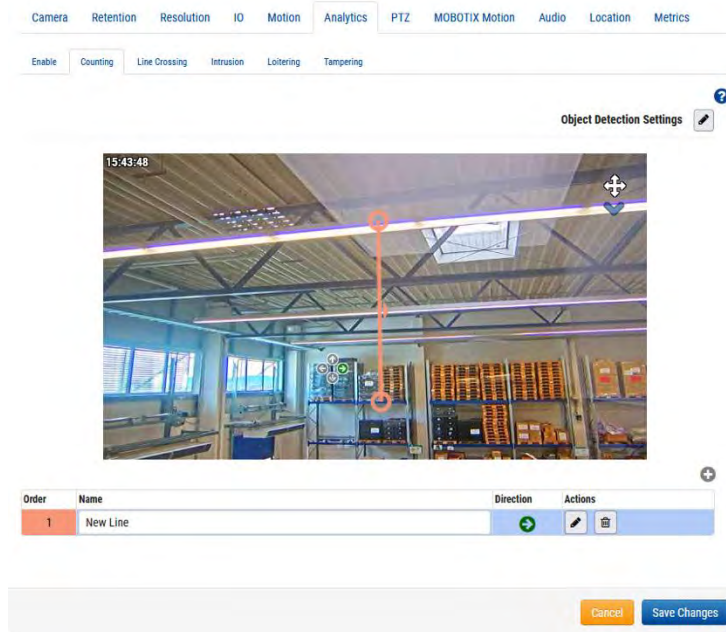 Camera Retention Resolution IO Motion Analytics PTZ MOBOTIX Motion Audio Location Metrics
Enable Counting Line Crossing Intrusion Loitering Tampering
?
Object Detection Settings
15:43:48
Order Name Direction Actions
1 New Line
Cancel Save Changes